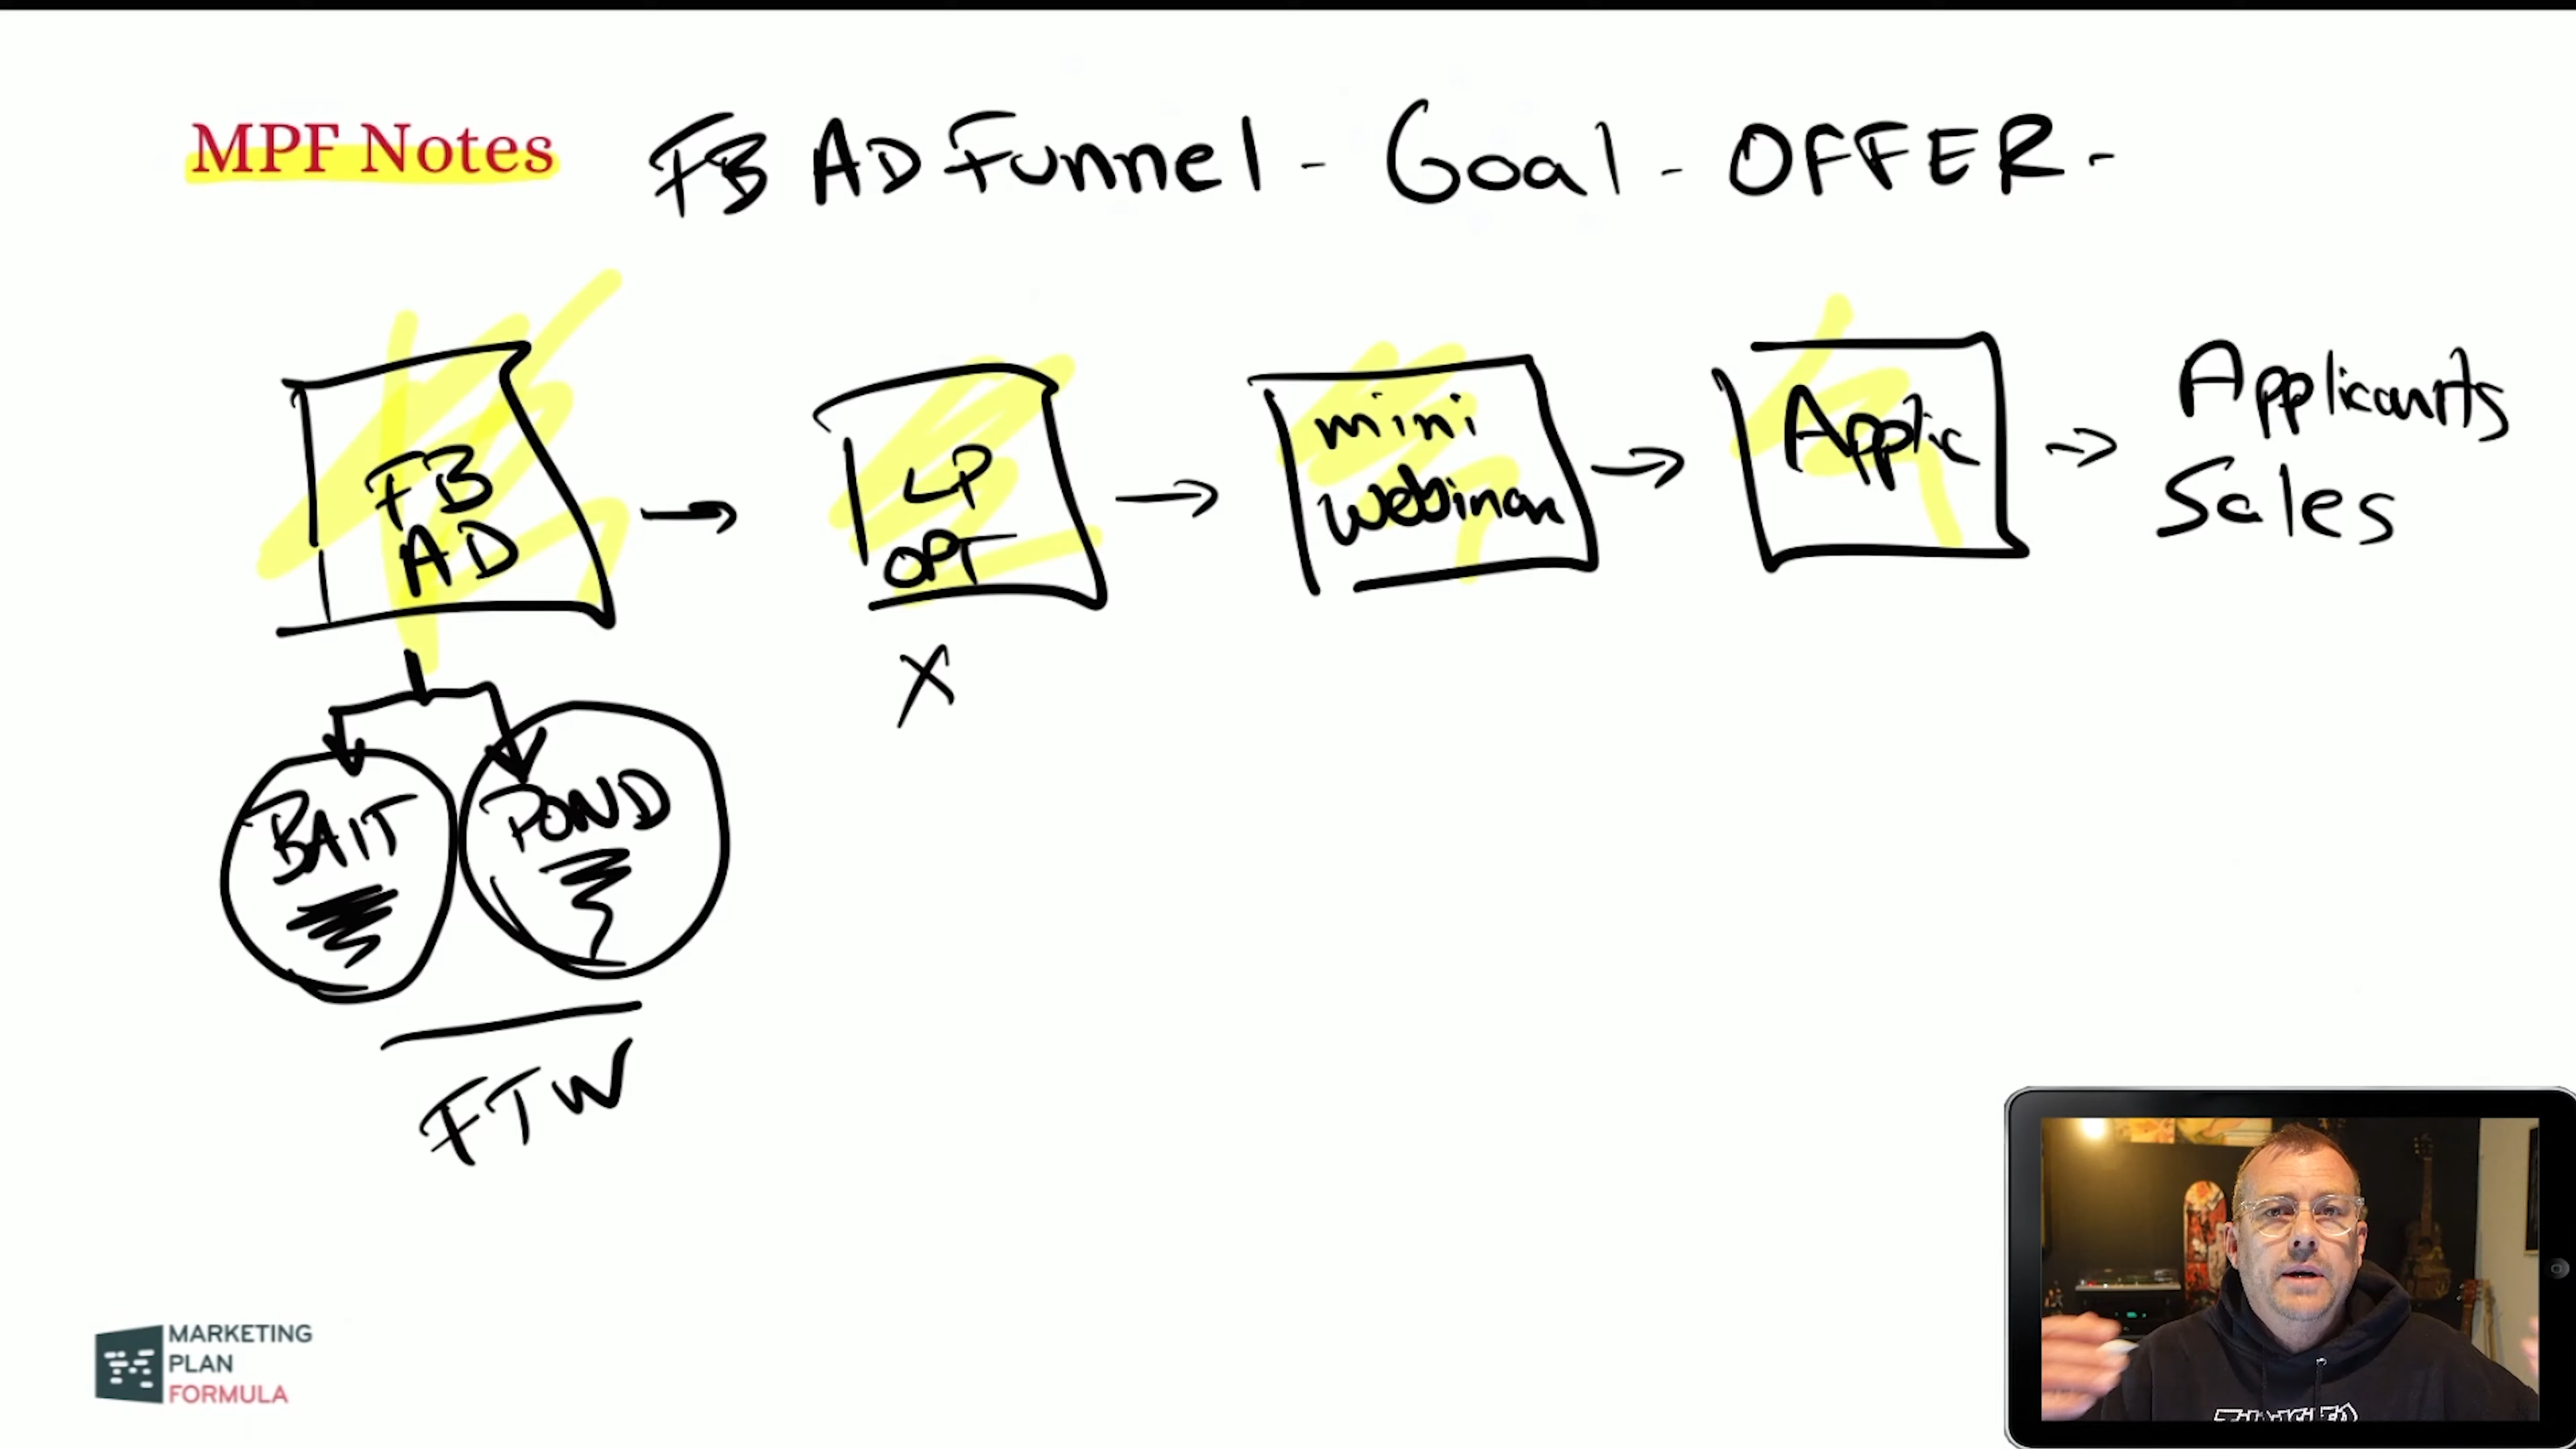 MPF Notes FB AD Funnel - Goal - OFFER -
FB
AD
LP
OPT
X
mini
webinar
Applic
Applicants
Sales
BAIT
POND
FTW
MARKETING
PLAN
FORMULA